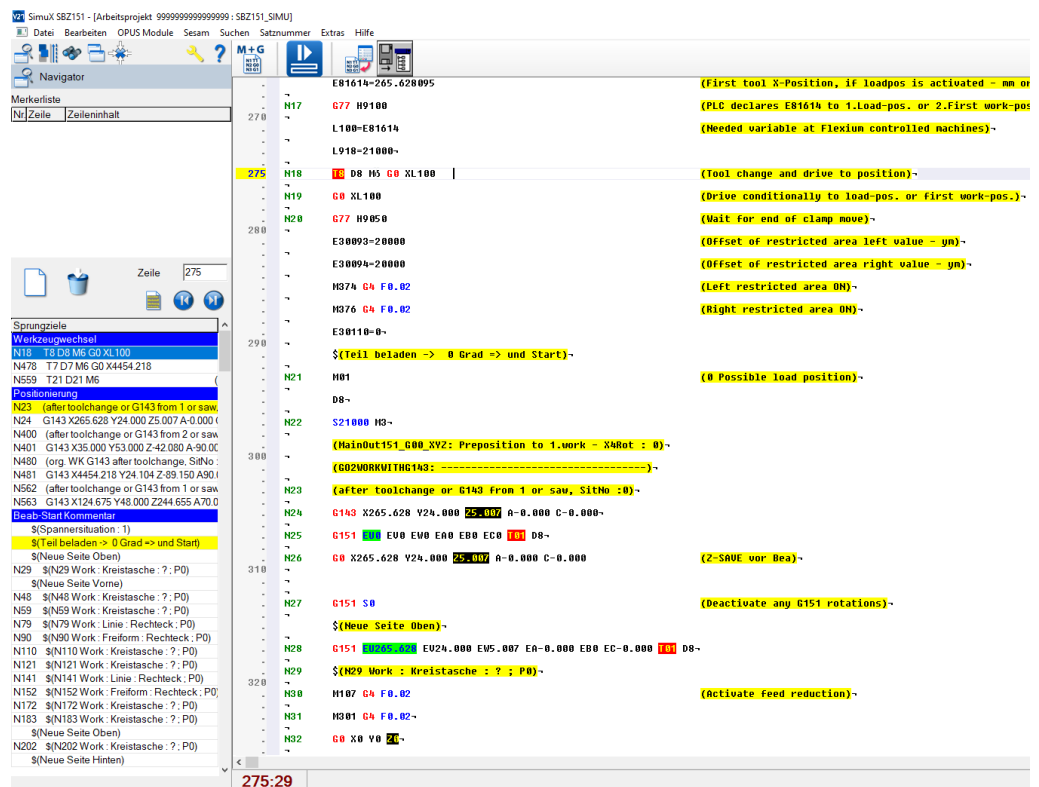 V21 SimuX SBZ151 - [Arbeitsprojekt 9999999999999999 : SBZ151_SIMU]
Datei Bearbeiten OPUS Module Sesam Suchen Satznummer Extras Hilfe
M+G
Navigator
Merkerliste
Nr. Zeile Zeileninhalt
Zeile 275
Sprungziele
Werkzeugwechsel
N18 T8 D8 M6 G0 XL100
N478 T7 D7 M6 G0 X4454.218
N559 T21 D21 M6 (
Positionierung
N23 (after toolchange or G143 from 1 or saw,
N24 G143 X265.628 Y24.000 Z5.007 A-0.000 (
N400 (after toolchange or G143 from 2 or saw
N401 G143 X35.000 Y53.000 Z-42.080 A-90.00
N480 (org. WK G143 after toolchange, SitNo :
N481 G143 X4454.218 Y24.104 Z-89.150 A90.0
N562 (after toolchange or G143 from 1 or saw
N563 G143 X124.675 Y48.000 Z244.655 A70.0
Beab-Start Kommentar
$(Spannersituation : 1)
$(Teil beladen -> 0 Grad => und Start)
$(Neue Seite Oben)
N29 $(N29 Work : Kreistasche : ? ; P0)
$(Neue Seite Vorne)
N48 $(N48 Work : Kreistasche : ? ; P0)
N59 $(N59 Work : Kreistasche : ? ; P0)
N79 $(N79 Work : Linie : Rechteck ; P0)
N90 $(N90 Work : Freiform : Rechteck ; P0)
N110 $(N110 Work : Kreistasche : ? ; P0)
N121 $(N121 Work : Kreistasche : ? ; P0)
N141 $(N141 Work : Linie : Rechteck ; P0)
N152 $(N152 Work : Freiform : Rechteck ; P0)
N172 $(N172 Work : Kreistasche : ? ; P0)
N183 $(N183 Work : Kreistasche : ? ; P0)
$(Neue Seite Oben)
N202 $(N202 Work : Kreistasche : ? ; P0)
$(Neue Seite Hinten)
E81614=265.628095 (First tool X-Position, if loadpos is activated - mm or
¬
N17 G77 H9100 (PLC declares E81614 to 1.Load-pos. or 2.First work-pos
270 ¬
L100=E81614 (Needed variable at Flexium controlled machines)¬
¬
L918=21000¬
¬
275 N18 T8 D8 M6 G0 XL100 (Tool change and drive to position)¬
¬
N19 G0 XL100 (Drive conditionally to load-pos. or first work-pos.)¬
¬
N20 G77 H9050 (Wait for end of clamp move)¬
280 ¬
E30093=20000 (Offset of restricted area left value - ym)¬
¬
E30094=20000 (Offset of restricted area right value - ym)¬
¬
M374 G4 F0.02 (Left restricted area ON)¬
¬
M376 G4 F0.02 (Right restricted area ON)¬
¬
E30110=0¬
290 ¬
$(Teil beladen -> 0 Grad => und Start)¬
¬
N21 M01 (0 Possible load position)¬
¬
D8¬
¬
N22 S21000 M3¬
¬
(MainOut151_G00_XYZ: Preposition to 1.work - X4Rot : 0)¬
300 ¬
(GO2WORKWITHG143: ----------------------------------)¬
¬
N23 (after toolchange or G143 from 1 or saw, SitNo :0)¬
¬
N24 G143 X265.628 Y24.000 Z5.007 A-0.000 C-0.000¬
¬
N25 G151 EU0 EV0 EW0 EA0 EB0 EC0 T01 D8¬
¬
N26 G0 X265.628 Y24.000 Z5.007 A-0.000 C-0.000 (Z-SAVE vor Bea)¬
310 ¬
¬
¬
N27 G151 S0 (Deactivate any G151 rotations)¬
¬
$(Neue Seite Oben)¬
¬
N28 G151 EU265.628 EV24.000 EW5.007 EA-0.000 EB0 EC-0.000 T01 D8¬
¬
N29 $(N29 Work : Kreistasche : ? ; P0)¬
320 ¬
N30 M107 G4 F0.02 (Activate feed reduction)¬
¬
N31 M301 G4 F0.02¬
¬
N32 G0 X0 Y0 Z0¬
¬
275:29